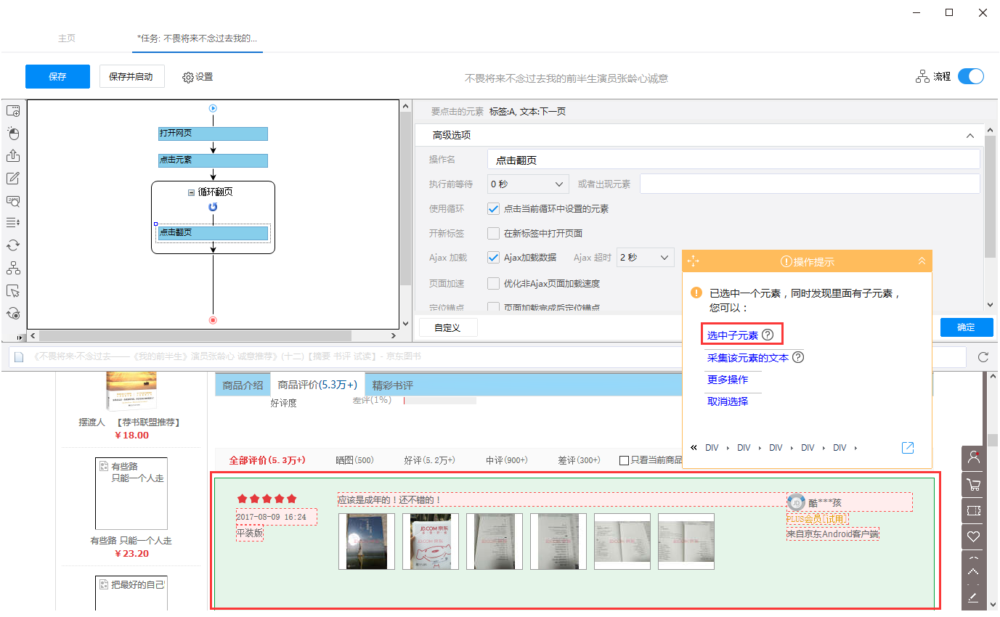 主页
*任务: 不畏将来不念过去我的...
保存
保存并启动
设置
不畏将来不念过去我的前半生演员张龄心诚意
流程
打开网页
点击元素
循环翻页
点击翻页
要点击的元素 标签:A, 文本:下一页
高级选项
操作名 点击翻页
执行前等待 0 秒 或者出现元素
使用循环 点击当前循环中设置的元素
开新标签 在新标签中打开页面
Ajax 加载 Ajax加载数据 Ajax 超时 2 秒
页面加速 优化非Ajax页面加载速度
定位锚点 页面加载完成后定位锚点
自定义
确定
操作提示
已选中一个元素，同时发现里面有子元素，
您可以：
选中子元素
采集该元素的文本
更多操作
取消选择
« DIV DIV DIV DIV DIV
《不畏将来·不念过去——《我的前半生》演员张龄心 诚意推荐》(十二)【摘要 书评 试读】- 京东图书
商品介绍 商品评价(5.3万+) 精彩书评
好评度 差评(1%)
摆渡人 【荐书联盟推荐】
¥18.00
有些路
只能一个人走
有些路 只能一个人走
¥23.20
把最好的自己
全部评价(5.3万+) 晒图(500) 好评(5.2万+) 中评(900+) 差评(300+) 只看当前商品
应该是成年的！还不错的！
2017-08-09 16:24
平装版
JD 酷***孩
PLUS会员[试用]
来自京东Android客户端
JD.COM 京东